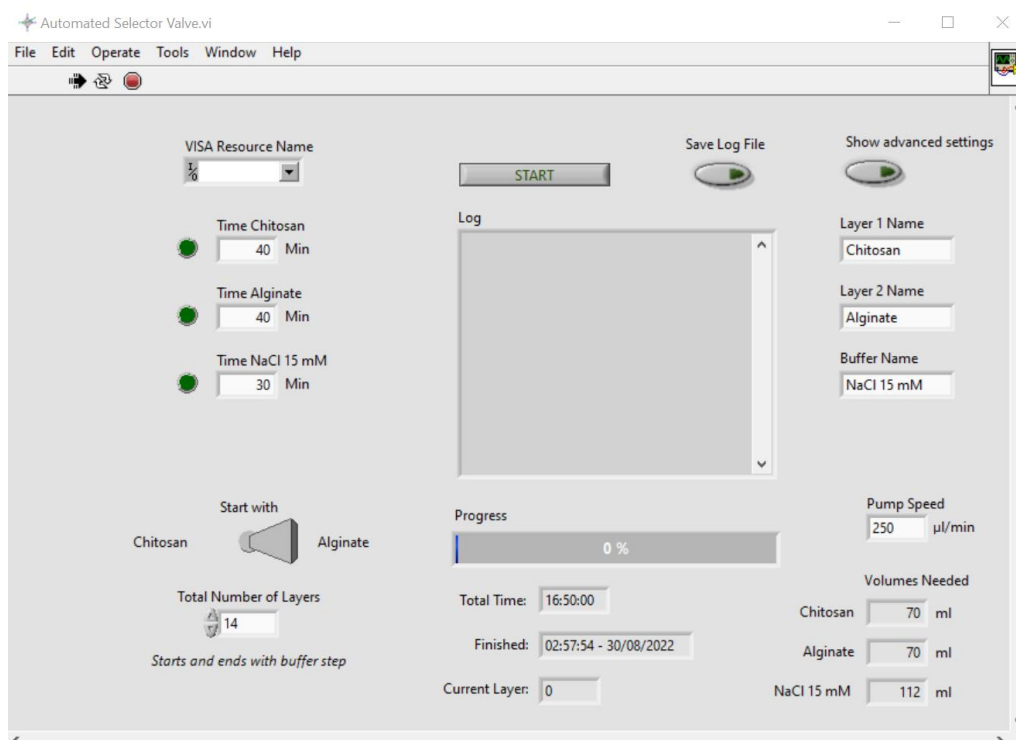 Automated Selector Valve.vi
File Edit Operate Tools Window Help
VISA Resource Name
I/O
START
Save Log File
Show advanced settings
Time Chitosan
40 Min
Time Alginate
40 Min
Time NaCl 15 mM
30 Min
Log
Layer 1 Name
Chitosan
Layer 2 Name
Alginate
Buffer Name
NaCl 15 mM
Start with
Chitosan Alginate
Total Number of Layers
14
Starts and ends with buffer step
Progress
0 %
Total Time: 16:50:00
Finished: 02:57:54 - 30/08/2022
Current Layer: 0
Pump Speed
250 µl/min
Volumes Needed
Chitosan 70 ml
Alginate 70 ml
NaCl 15 mM 112 ml